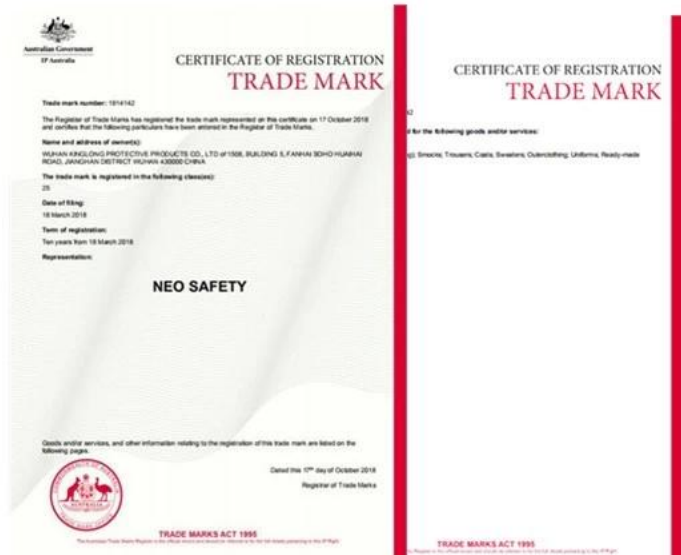 Australian Government
IP Australia
CERTIFICATE OF REGISTRATION
TRADE MARK
Trade mark number: 1914142
The Registrar of Trade Marks has registered the trade mark represented on this certificate on 17 October 2018
and certifies that the following particulars have been entered in the Register of Trade Marks.
Name and address of owner(s):
WUHAN KINGLONG PROTECTIVE PRODUCTS CO., LTD of 1508, BUILDING 5, FANHAI SOHO HUAIHAI
ROAD, JIANGHAN DISTRICT WUHAN 430000 CHINA
The trade mark is registered in the following class(es):
25
Date of filing:
18 March 2018
Term of registration:
Ten years from 18 March 2018
Representation:
NEO SAFETY
Goods and/or services, and other information relating to the registration of this trade mark are listed on the
following pages.
Dated this 17th day of October 2018
Registrar of Trade Marks
AUSTRALIA
TRADE MARKS ACT 1995
CERTIFICATE OF REGISTRATION
TRADE MARK
42
d for the following goods and/or services:
Smocks; Trousers; Coats; Sweaters; Outerclothing; Uniforms; Ready-made
TRADE MARKS ACT 1995